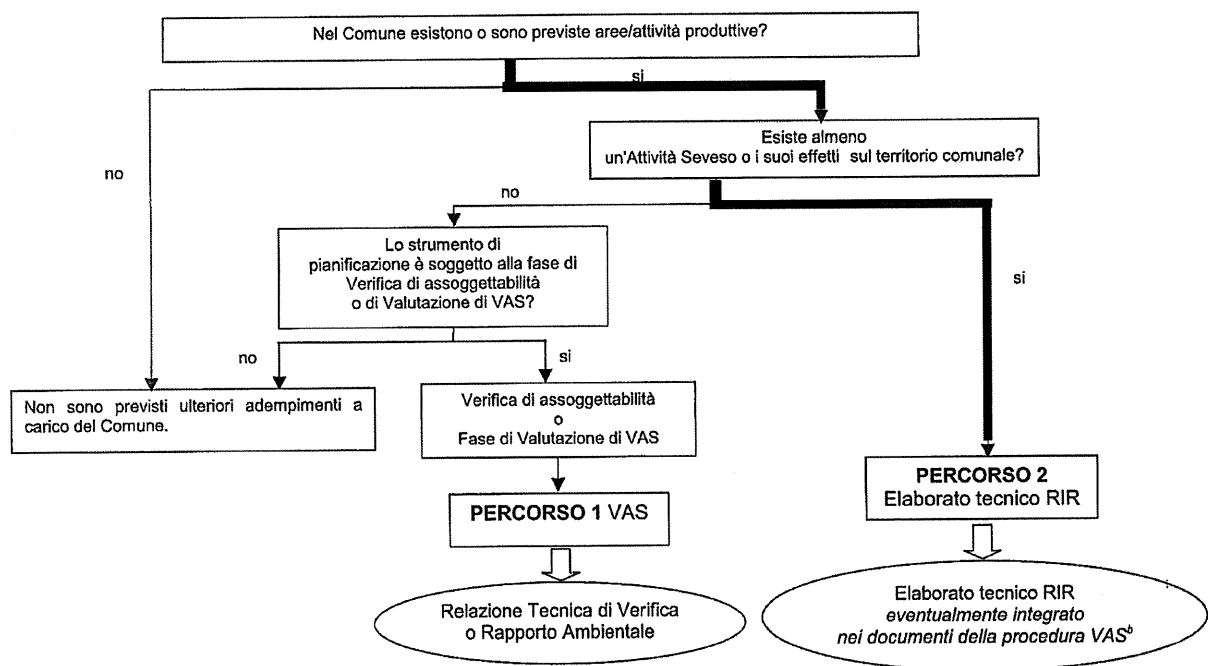 Nel Comune esistono o sono previste aree/attività produttive?
si
Esiste almeno
un'Attività Seveso o i suoi effetti sul territorio comunale?
no
no
Lo strumento di
pianificazione è soggetto alla fase di
Verifica di assoggettabilità
o di Valutazione di VAS?
si
no
si
Non sono previsti ulteriori adempimenti a
carico del Comune.
Verifica di assoggettabilità
o
Fase di Valutazione di VAS
PERCORSO 2
Elaborato tecnico RIR
PERCORSO 1 VAS
Relazione Tecnica di Verifica
o Rapporto Ambientale
Elaborato tecnico RIR
eventualmente integrato
nei documenti della procedura VASᵇ